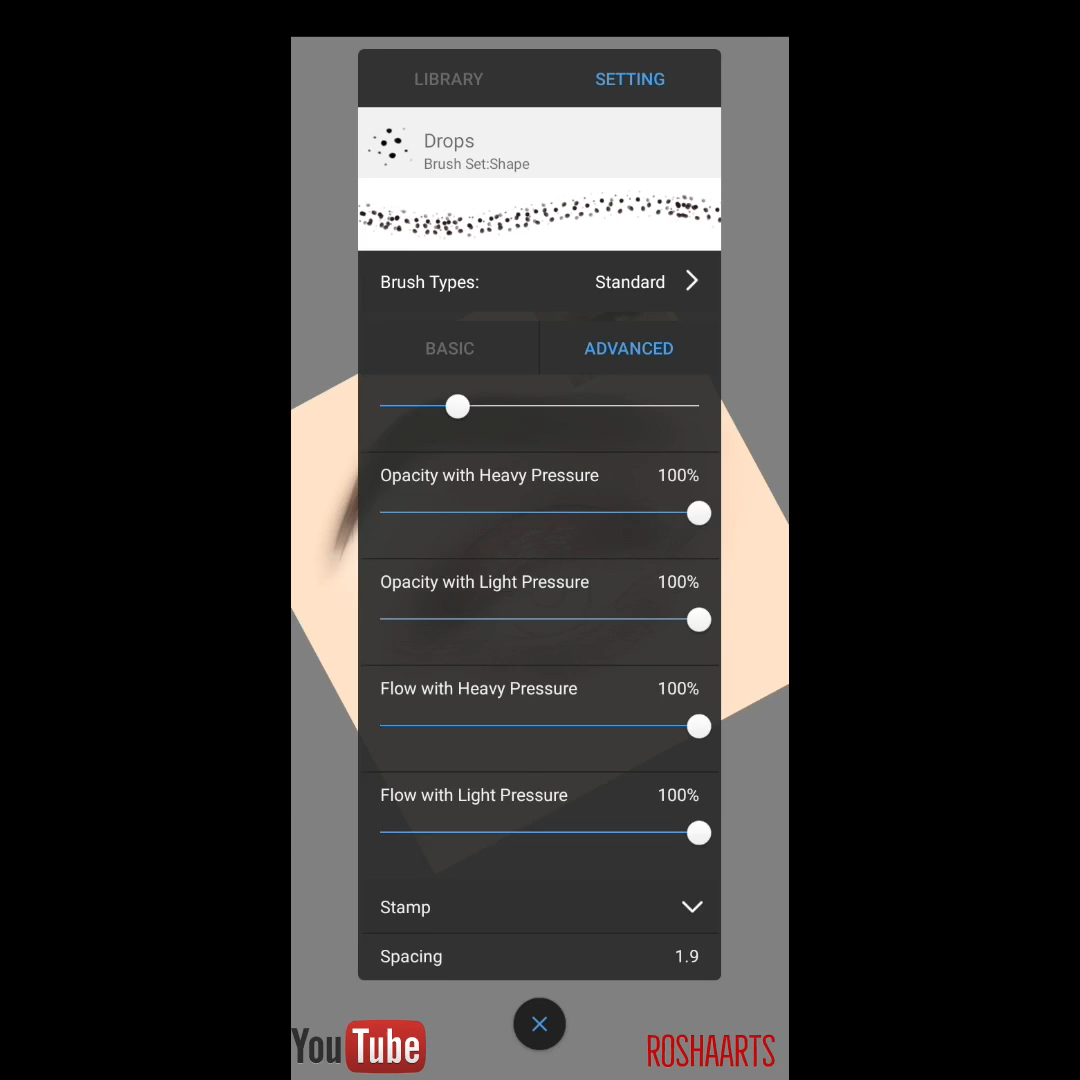 LIBRARY SETTING
Drops
Brush Set:Shape
Brush Types: Standard
BASIC ADVANCED
Opacity with Heavy Pressure 100%
Opacity with Light Pressure 100%
Flow with Heavy Pressure 100%
Flow with Light Pressure 100%
Stamp
Spacing 1.9
YouTube ROSHAARTS